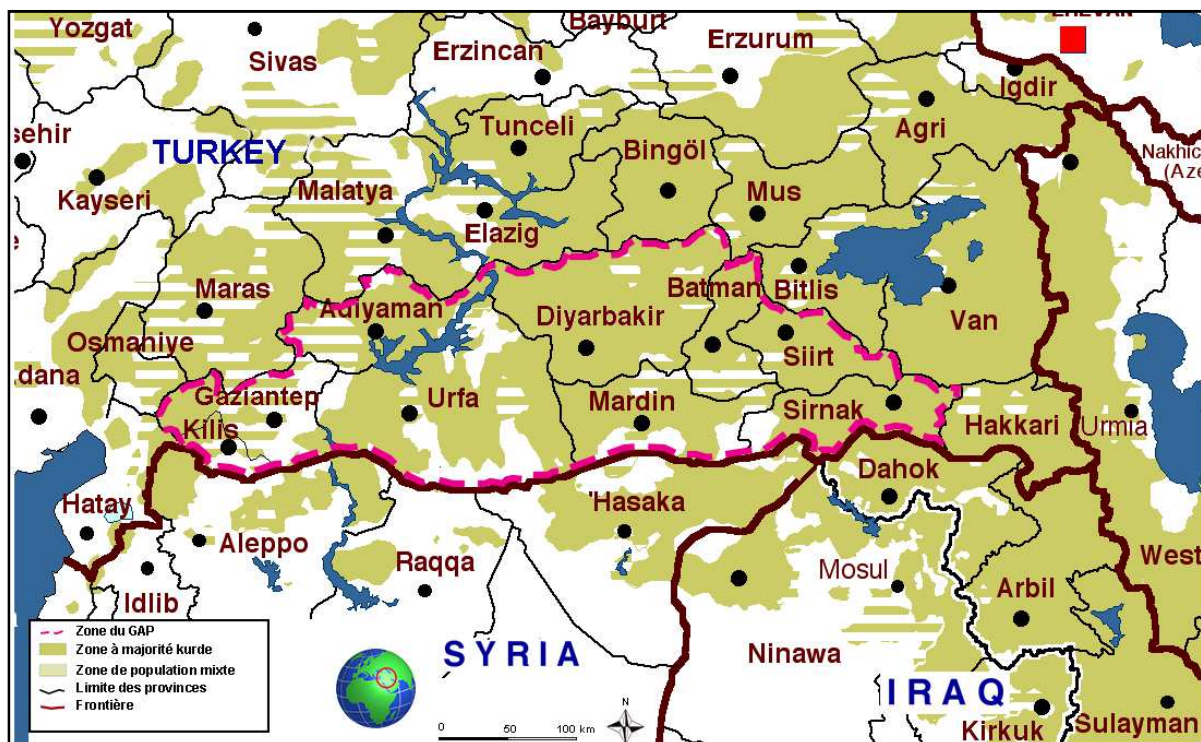 Yozgat
Sivas
Erzincan
Bayburt
Erzurum
EREVAN
Igdir
Agri
Nakhic
(Aze
sehir
TURKEY
Kayseri
Tunceli
Bingöl
Malatya
Elazig
Mus
Maras
Adiyaman
Diyarbakir
Batman
Bitlis
Van
Osmaniye
dana
Siirt
Gaziantep
Urfa
Mardin
Sirnak
Hakkari
Urmia
Kilis
Hatay
Aleppo
Idlib
Raqqa
'Hasaka
Dahok
Mosul
Arbil
West
SYRIA
Ninawa
IRAQ
Kirkuk
Sulayman
Zone du GAP
Zone à majorité kurde
Zone de population mixte
Limite des provinces
Frontière
0 50 100 km
N